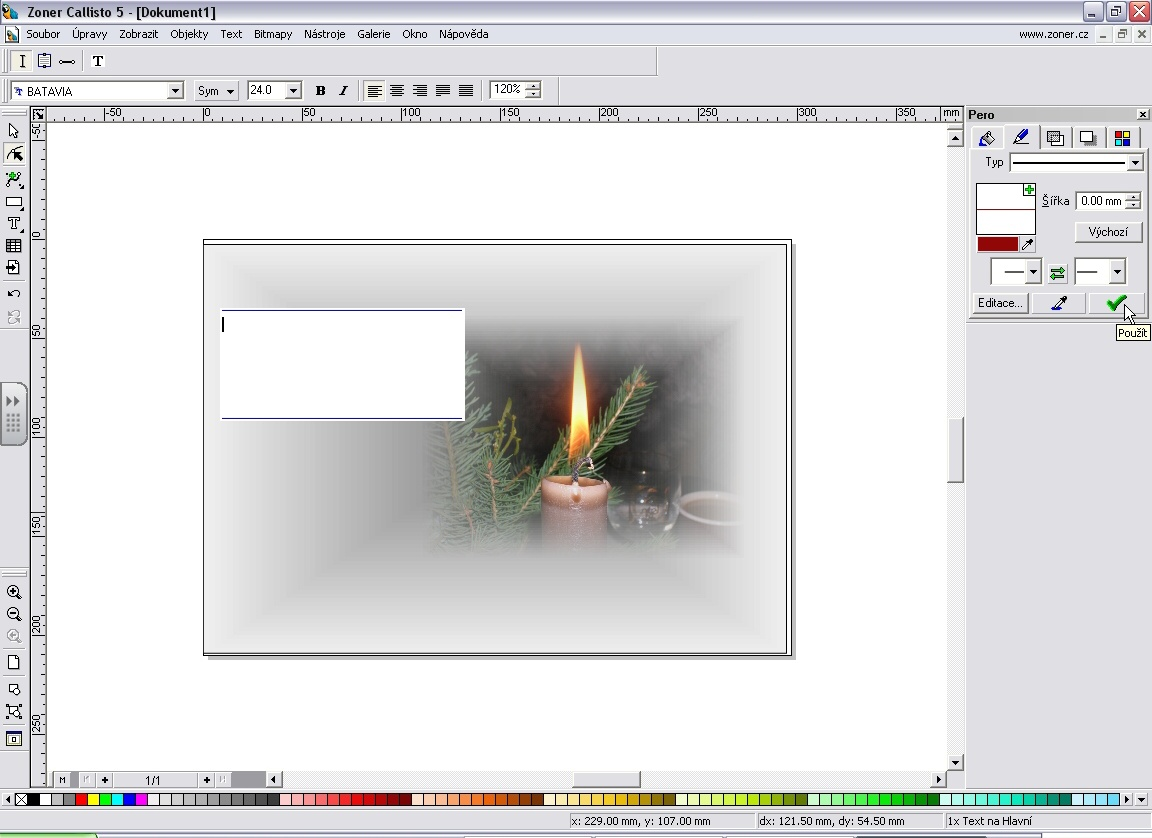 Zoner Callisto 5 - [Dokument1]
Soubor Úpravy Zobrazit Objekty Text Bitmapy Nástroje Galerie Okno Nápověda www.zoner.cz
T
BATAVIA Sym 24.0 B I 120%
-50 0 50 100 150 200 250 300 350 mm
Pero
Typ
Šířka 0.00 mm
Výchozí
Editace...
Použít
-50
0
50
100
150
200
250
M 1/1
x: 229.00 mm, y: 107.00 mm dx: 121.50 mm, dy: 54.50 mm 1x Text na Hlavní